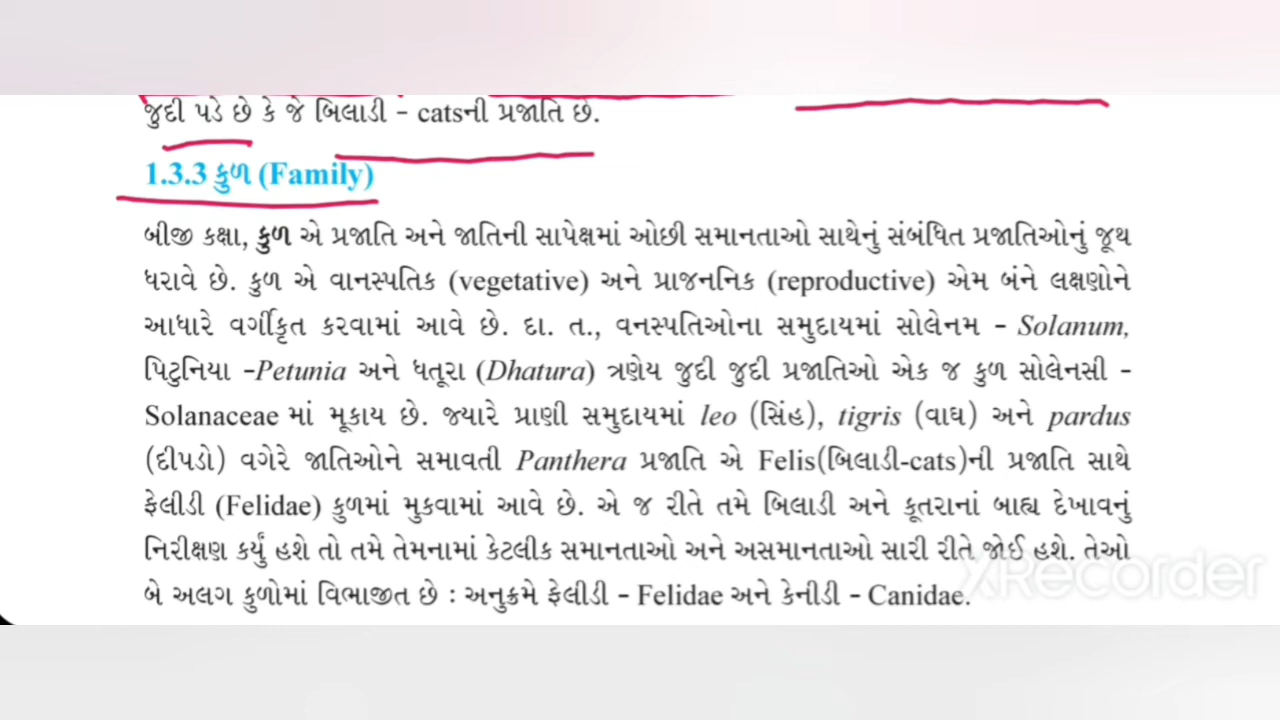 જુદી પડે છે કે જે બિલાડી - catsની પ્રજાતિ છે.
1.3.3 કુળ (Family)
બીજી કક્ષા, કુળ એ પ્રજાતિ અને જાતિની સાપેક્ષમાં ઓછી સમાનતાઓ સાથેનું સંબંધિત પ્રજાતિઓનું જૂથ
ધરાવે છે. કુળ એ વાનસ્પતિક (vegetative) અને પ્રાજનનિક (reproductive) એમ બંને લક્ષણોને
આધારે વર્ગીકૃત કરવામાં આવે છે. દા. ત., વનસ્પતિઓના સમુદાયમાં સોલેનમ - Solanum,
પિટુનિયા -Petunia અને ધતૂરા (Dhatura) ત્રણેય જુદી જુદી પ્રજાતિઓ એક જ કુળ સોલેનસી -
Solanaceae માં મૂકાય છે. જ્યારે પ્રાણી સમુદાયમાં leo (સિંહ), tigris (વાઘ) અને pardus
(દીપડો) વગેરે જાતિઓને સમાવતી Panthera પ્રજાતિ એ Felis(બિલાડી-cats)ની પ્રજાતિ સાથે
ફેલીડી (Felidae) કુળમાં મુકવામાં આવે છે. એ જ રીતે તમે બિલાડી અને કૂતરાનાં બાહ્ય દેખાવનું
નિરીક્ષણ કર્યું હશે તો તમે તેમનામાં કેટલીક સમાનતાઓ અને અસમાનતાઓ સારી રીતે જોઈ હશે. તેઓ
બે અલગ કુળોમાં વિભાજીત છે : અનુક્રમે ફેલીડી - Felidae અને કેનીડી - Canidae.
XRecorder